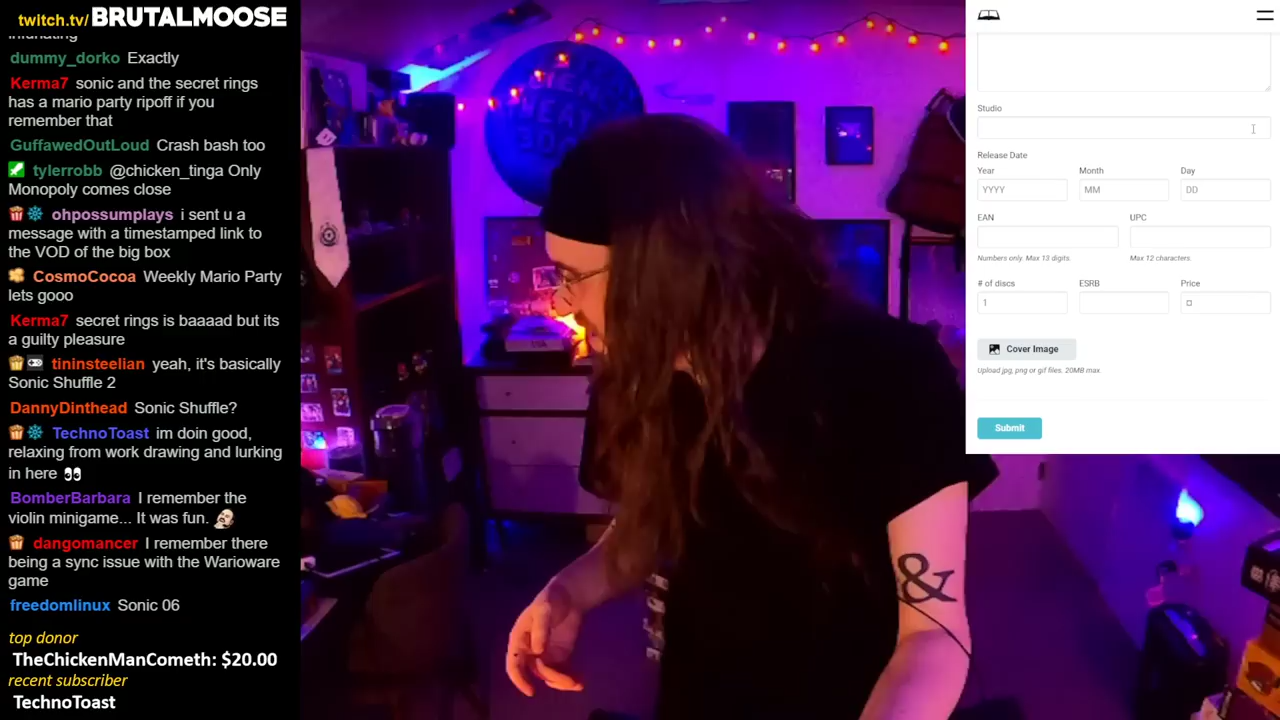 twitch.tv/BRUTALMOOSE
dummy_dorko Exactly
Kerma7 sonic and the secret rings
has a mario party ripoff if you
remember that
GuffawedOutLoud Crash bash too
tylerrobb @chicken_tinga Only
Monopoly comes close
ohpossumplays i sent u a
message with a timestamped link to
the VOD of the big box
CosmoCocoa Weekly Mario Party
lets gooo
Kerma7 secret rings is baaaad but its
a guilty pleasure
tininsteelian yeah, it's basically
Sonic Shuffle 2
DannyDinthead Sonic Shuffle?
TechnoToast im doin good,
relaxing from work drawing and lurking
in here 👀
BomberBarbara I remember the
violin minigame... It was fun.
dangomancer I remember there
being a sync issue with the Warioware
game
freedomlinux Sonic 06
top donor
TheChickenManCometh: $20.00
recent subscriber
TechnoToast
&
Studio
Release Date
Year Month Day
YYYY MM DD
EAN UPC
Numbers only. Max 13 digits. Max 12 characters.
# of discs ESRB Price
1
Cover Image
Upload jpg, png or gif files. 20MB max.
Submit